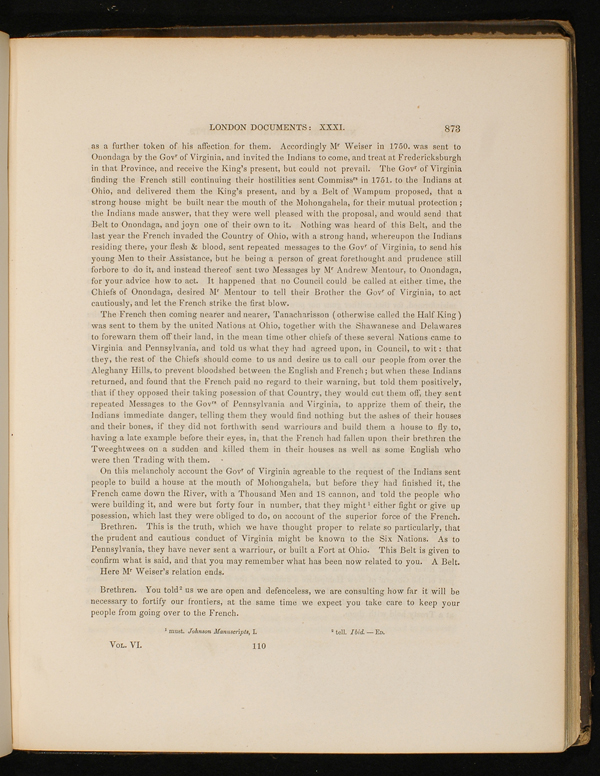 LONDON DOCUMENTS: XXXI. 873
as a further token of his affection for them. Accordingly Mʳ Weiser in 1750. was sent to
Onondaga by the Govʳ of Virginia, and invited the Indians to come, and treat at Fredericksburgh
in that Province, and receive the King's present, but could not prevail. The Govʳ of Virginia
finding the French still continuing their hostilities sent Commissʳˢ in 1751. to the Indians at
Ohio, and delivered them the King's present, and by a Belt of Wampum proposed, that a
strong house might be built near the mouth of the Mohongahela, for their mutual protection;
the Indians made answer, that they were well pleased with the proposal, and would send that
Belt to Onondaga, and joyn one of their own to it. Nothing was heard of this Belt, and the
last year the French invaded the Country of Ohio, with a strong hand, whereupon the Indians
residing there, your flesh & blood, sent repeated messages to the Govʳ of Virginia, to send his
young Men to their Assistance, but he being a person of great forethought and prudence still
forbore to do it, and instead thereof sent two Messages by Mʳ Andrew Mentour, to Onondaga,
for your advice how to act. It happened that no Council could be called at either time, the
Chiefs of Onondaga, desired Mʳ Mentour to tell their Brother the Govʳ of Virginia, to act
cautiously, and let the French strike the first blow.
The French then coming nearer and nearer, Tanacharisson (otherwise called the Half King)
was sent to them by the united Nations at Ohio, together with the Shawanese and Delawares
to forewarn them off their land, in the mean time other chiefs of these several Nations came to
Virginia and Pennsylvania, and told us what they had agreed upon, in Council, to wit: that
they, the rest of the Chiefs should come to us and desire us to call our people from over the
Aleghany Hills, to prevent bloodshed between the English and French; but when these Indians
returned, and found that the French paid no regard to their warning, but told them positively,
that if they opposed their taking posession of that Country, they would cut them off, they sent
repeated Messages to the Govʳˢ of Pennsylvania and Virginia, to apprize them of their, the
Indians immediate danger, telling them they would find nothing but the ashes of their houses
and their bones, if they did not forthwith send warriours and build them a house to fly to,
having a late example before their eyes, in, that the French had fallen upon their brethren the
Tweeghtwees on a sudden and killed them in their houses as well as some English who
were then Trading with them.
On this melancholy account the Govʳ of Virginia agreable to the request of the Indians sent
people to build a house at the mouth of Mohongahela, but before they had finished it, the
French came down the River, with a Thousand Men and 18 cannon, and told the people who
were building it, and were but forty four in number, that they might¹ either fight or give up
posession, which last they were obliged to do, on account of the superior force of the French.
Brethren. This is the truth, which we have thought proper to relate so particularly, that
the prudent and cautious conduct of Virginia might be known to the Six Nations. As to
Pennsylvania, they have never sent a warriour, or built a Fort at Ohio. This Belt is given to
confirm what is said, and that you may remember what has been now related to you. A Belt.
Here Mʳ Weiser's relation ends.
Brethren. You told² us we are open and defenceless, we are consulting how far it will be
necessary to fortify our frontiers, at the same time we expect you take care to keep your
people from going over to the French.
¹ must. Johnson Manuscripts, I. ² tell. Ibid. — ED.
VOL. VI. 110